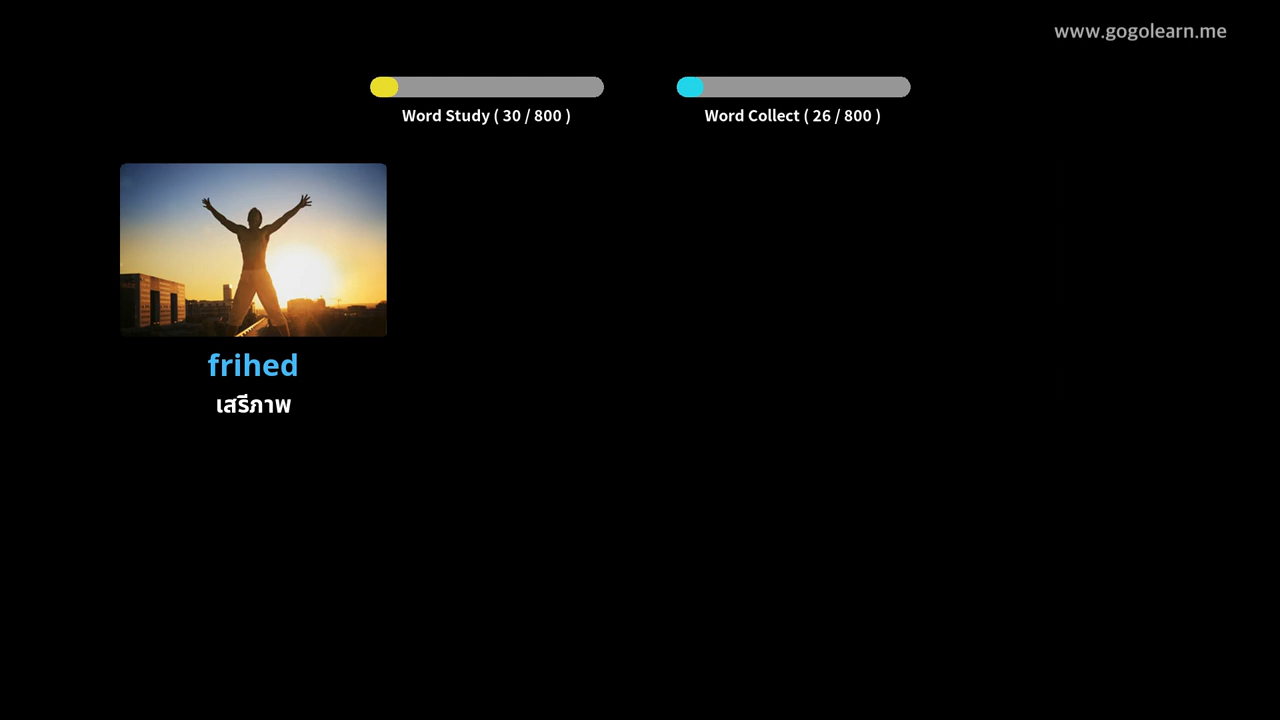 www.gogolearn.me
Word Study ( 30 / 800 )
Word Collect ( 26 / 800 )
frihed
เสรีภาพ